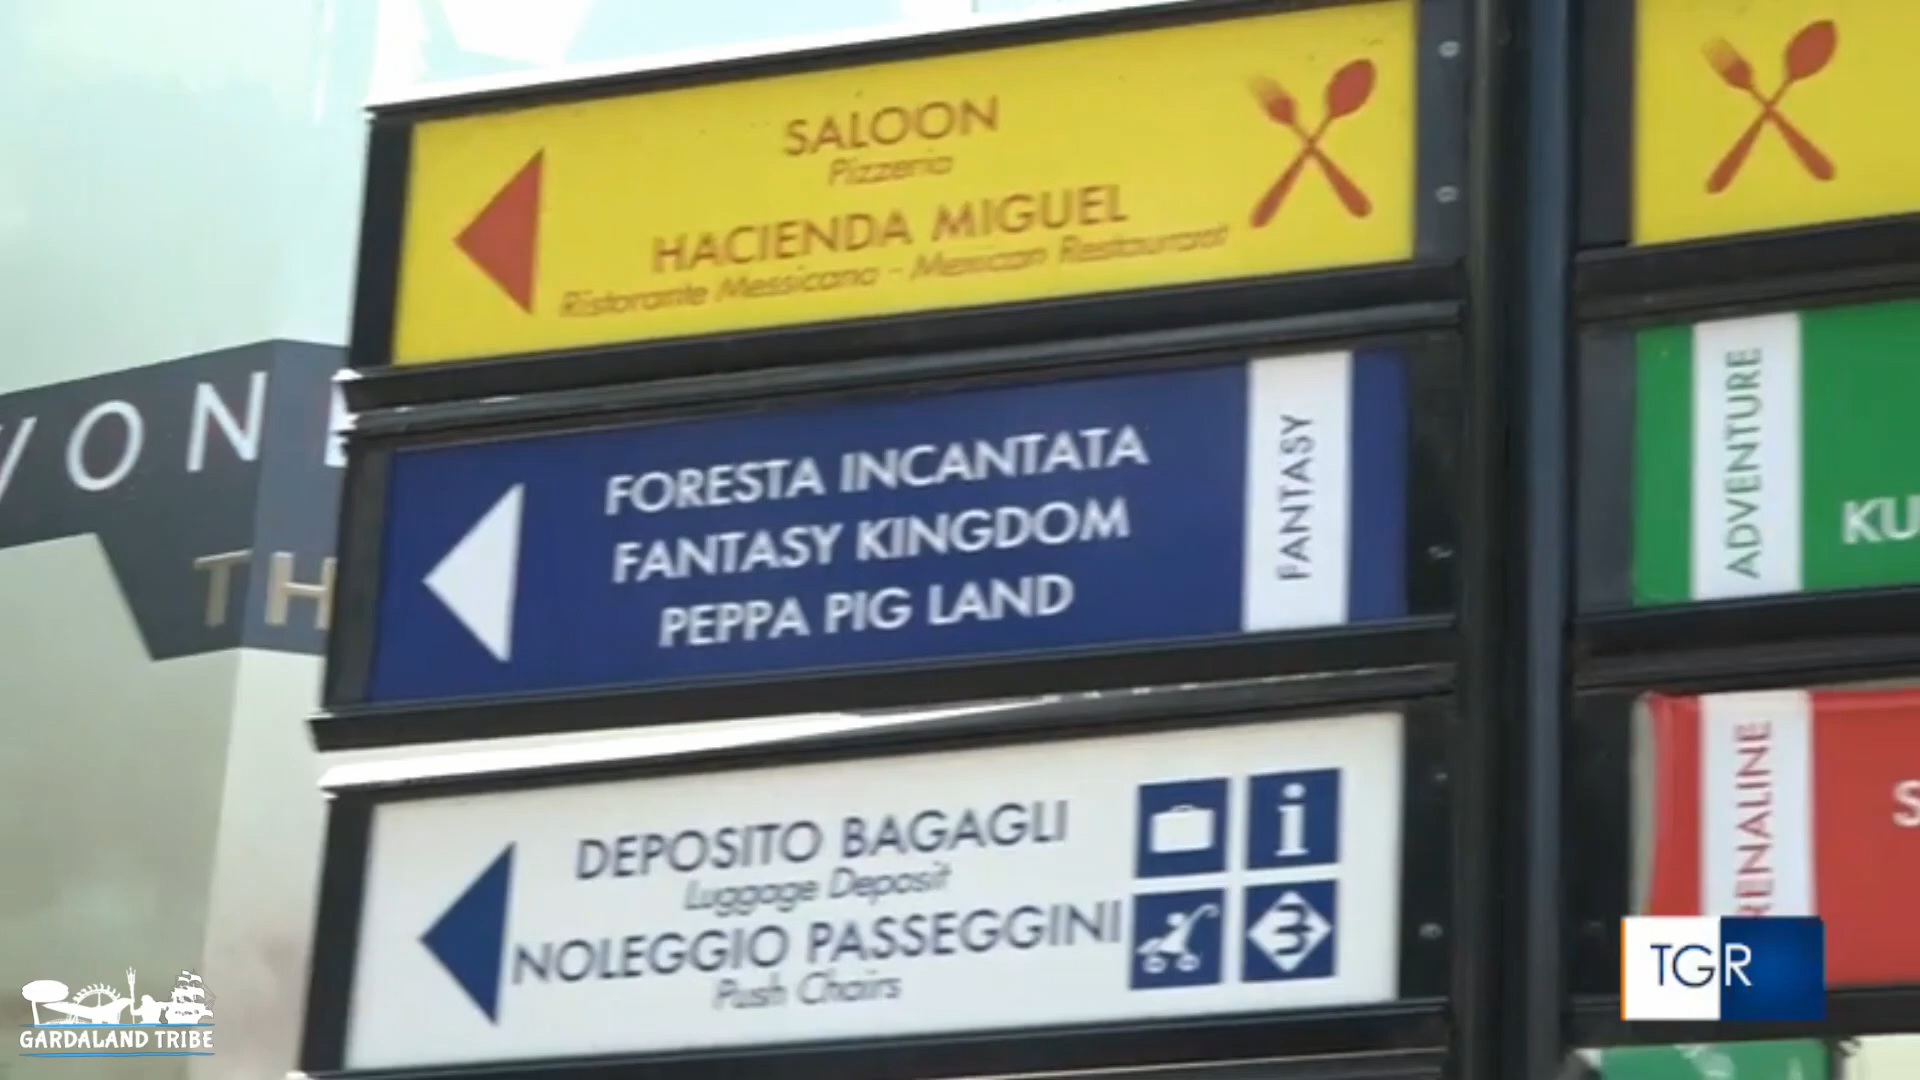 SALOON
Pizzeria
HACIENDA MIGUEL
Ristorante Messicano - Mexican Restaurant
FORESTA INCANTATA
FANTASY KINGDOM
PEPPA PIG LAND
FANTASY
DEPOSITO BAGAGLI
Luggage Deposit
NOLEGGIO PASSEGGINI
Push Chairs
i
ADVENTURE
KU
RENALINE
S
VON
TH
TGR
GARDALAND TRIBE